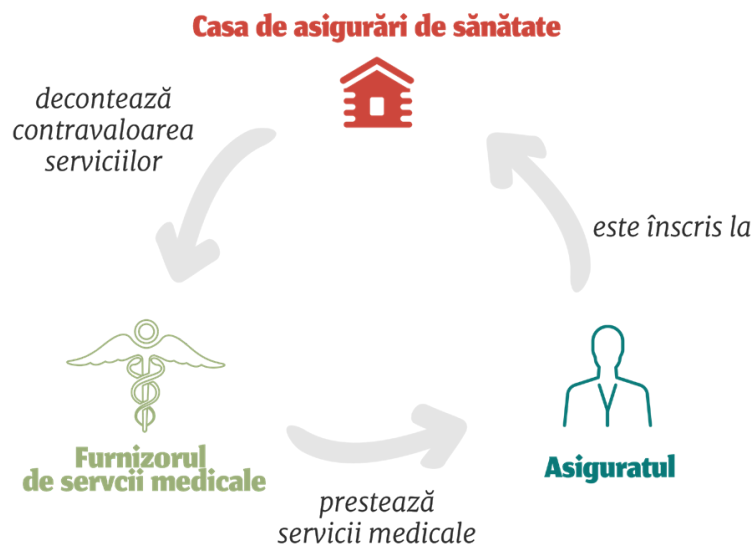 Casa de asigurări de sănătate
decontează
contravaloarea
serviciilor
este înscris la
Furnizorul
de servcii medicale
Asiguratul
prestează
servicii medicale